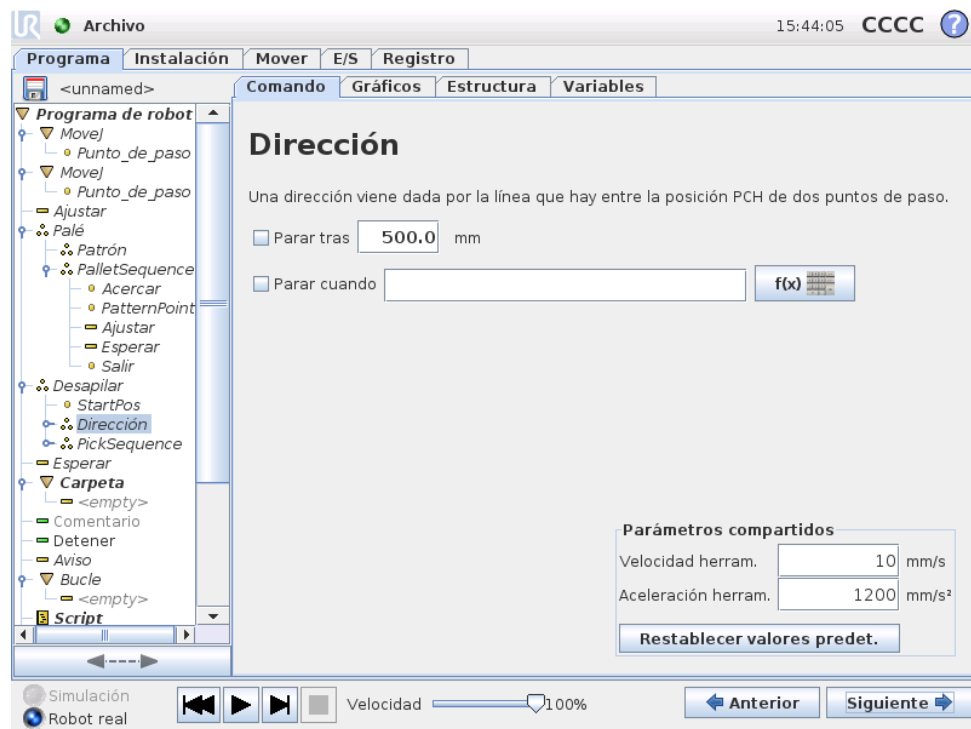 UR Archivo 15:44:05 CCCC ?
Programa Instalación Mover E/S Registro
<unnamed> Comando Gráficos Estructura Variables
Programa de robot
MoveJ
Punto_de_paso
MoveJ
Punto_de_paso
Ajustar
Palé
Patrón
PalletSequence
Acercar
PatternPoint
Ajustar
Esperar
Salir
Desapilar
StartPos
Dirección
PickSequence
Esperar
Carpeta
<empty>
Comentario
Detener
Aviso
Bucle
<empty>
Script
Dirección
Una dirección viene dada por la línea que hay entre la posición PCH de dos puntos de paso.
Parar tras 500.0 mm
Parar cuando f(x)
Parámetros compartidos
Velocidad herram. 10 mm/s
Aceleración herram. 1200 mm/s²
Restablecer valores predet.
Simulación
Robot real
Velocidad 100%
Anterior Siguiente